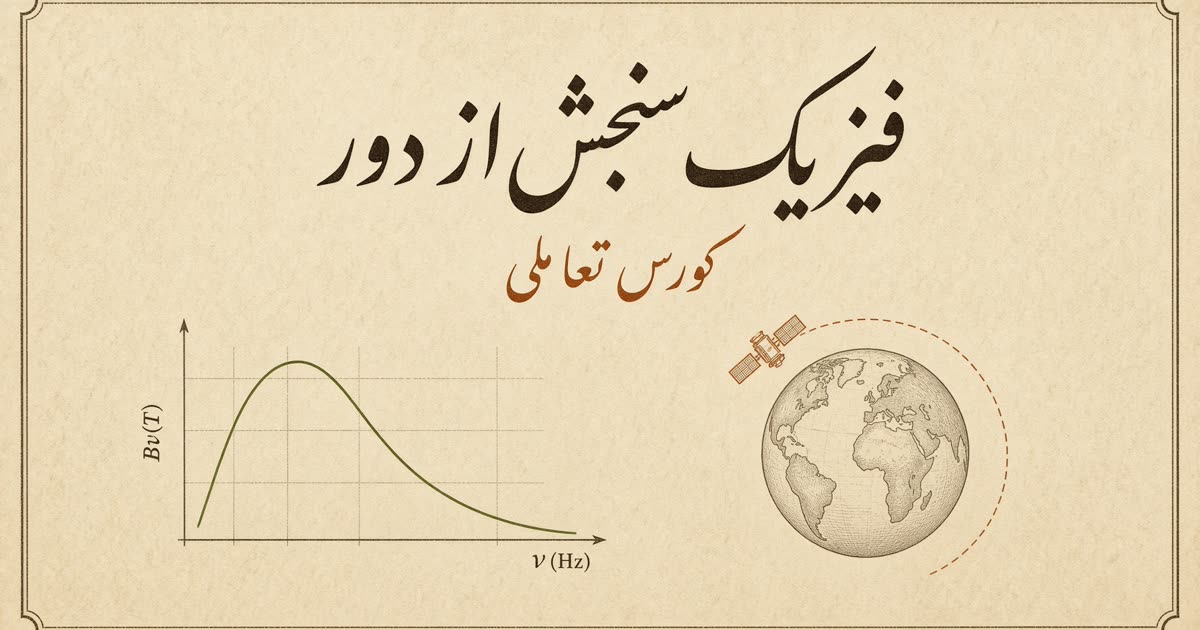 فیزیک سنجش از دور
کورس تعاملی
Bν(T)
ν (Hz)